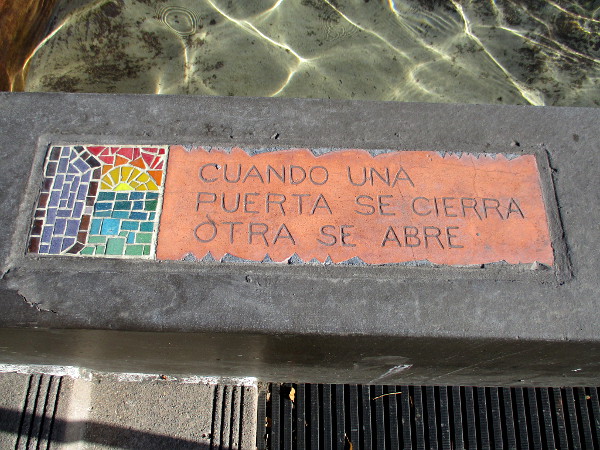 CUANDO UNA
PUERTA SE CIERRA
OTRA SE ABRE